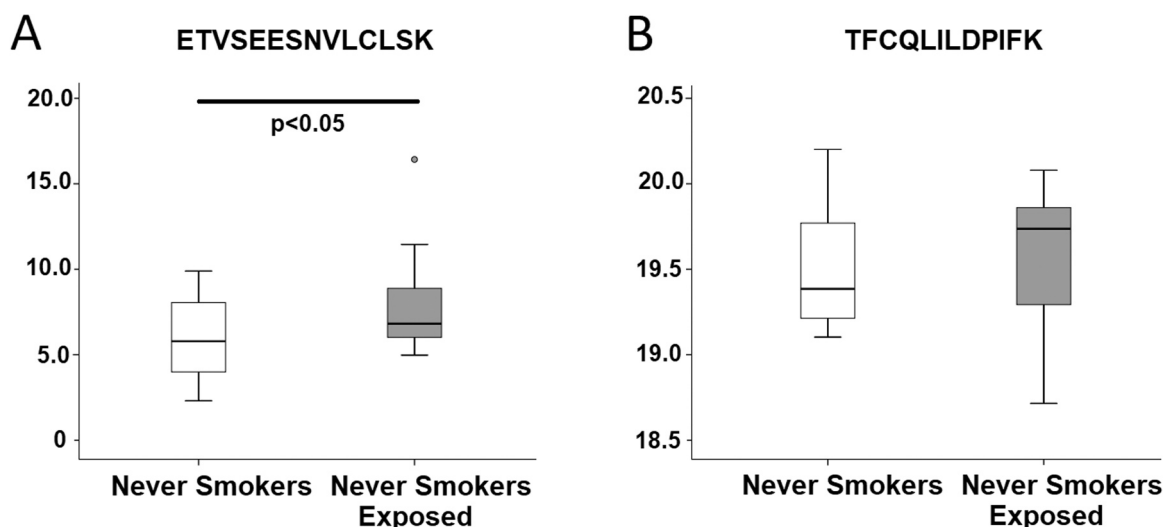 A
ETVSEESNVLCLSK
20.0
p<0.05
15.0
10.0
5.0
0
Never Smokers
Never Smokers
Exposed
B
TFCQLILDPIFK
20.5
20.0
19.5
19.0
18.5
Never Smokers
Never Smokers
Exposed